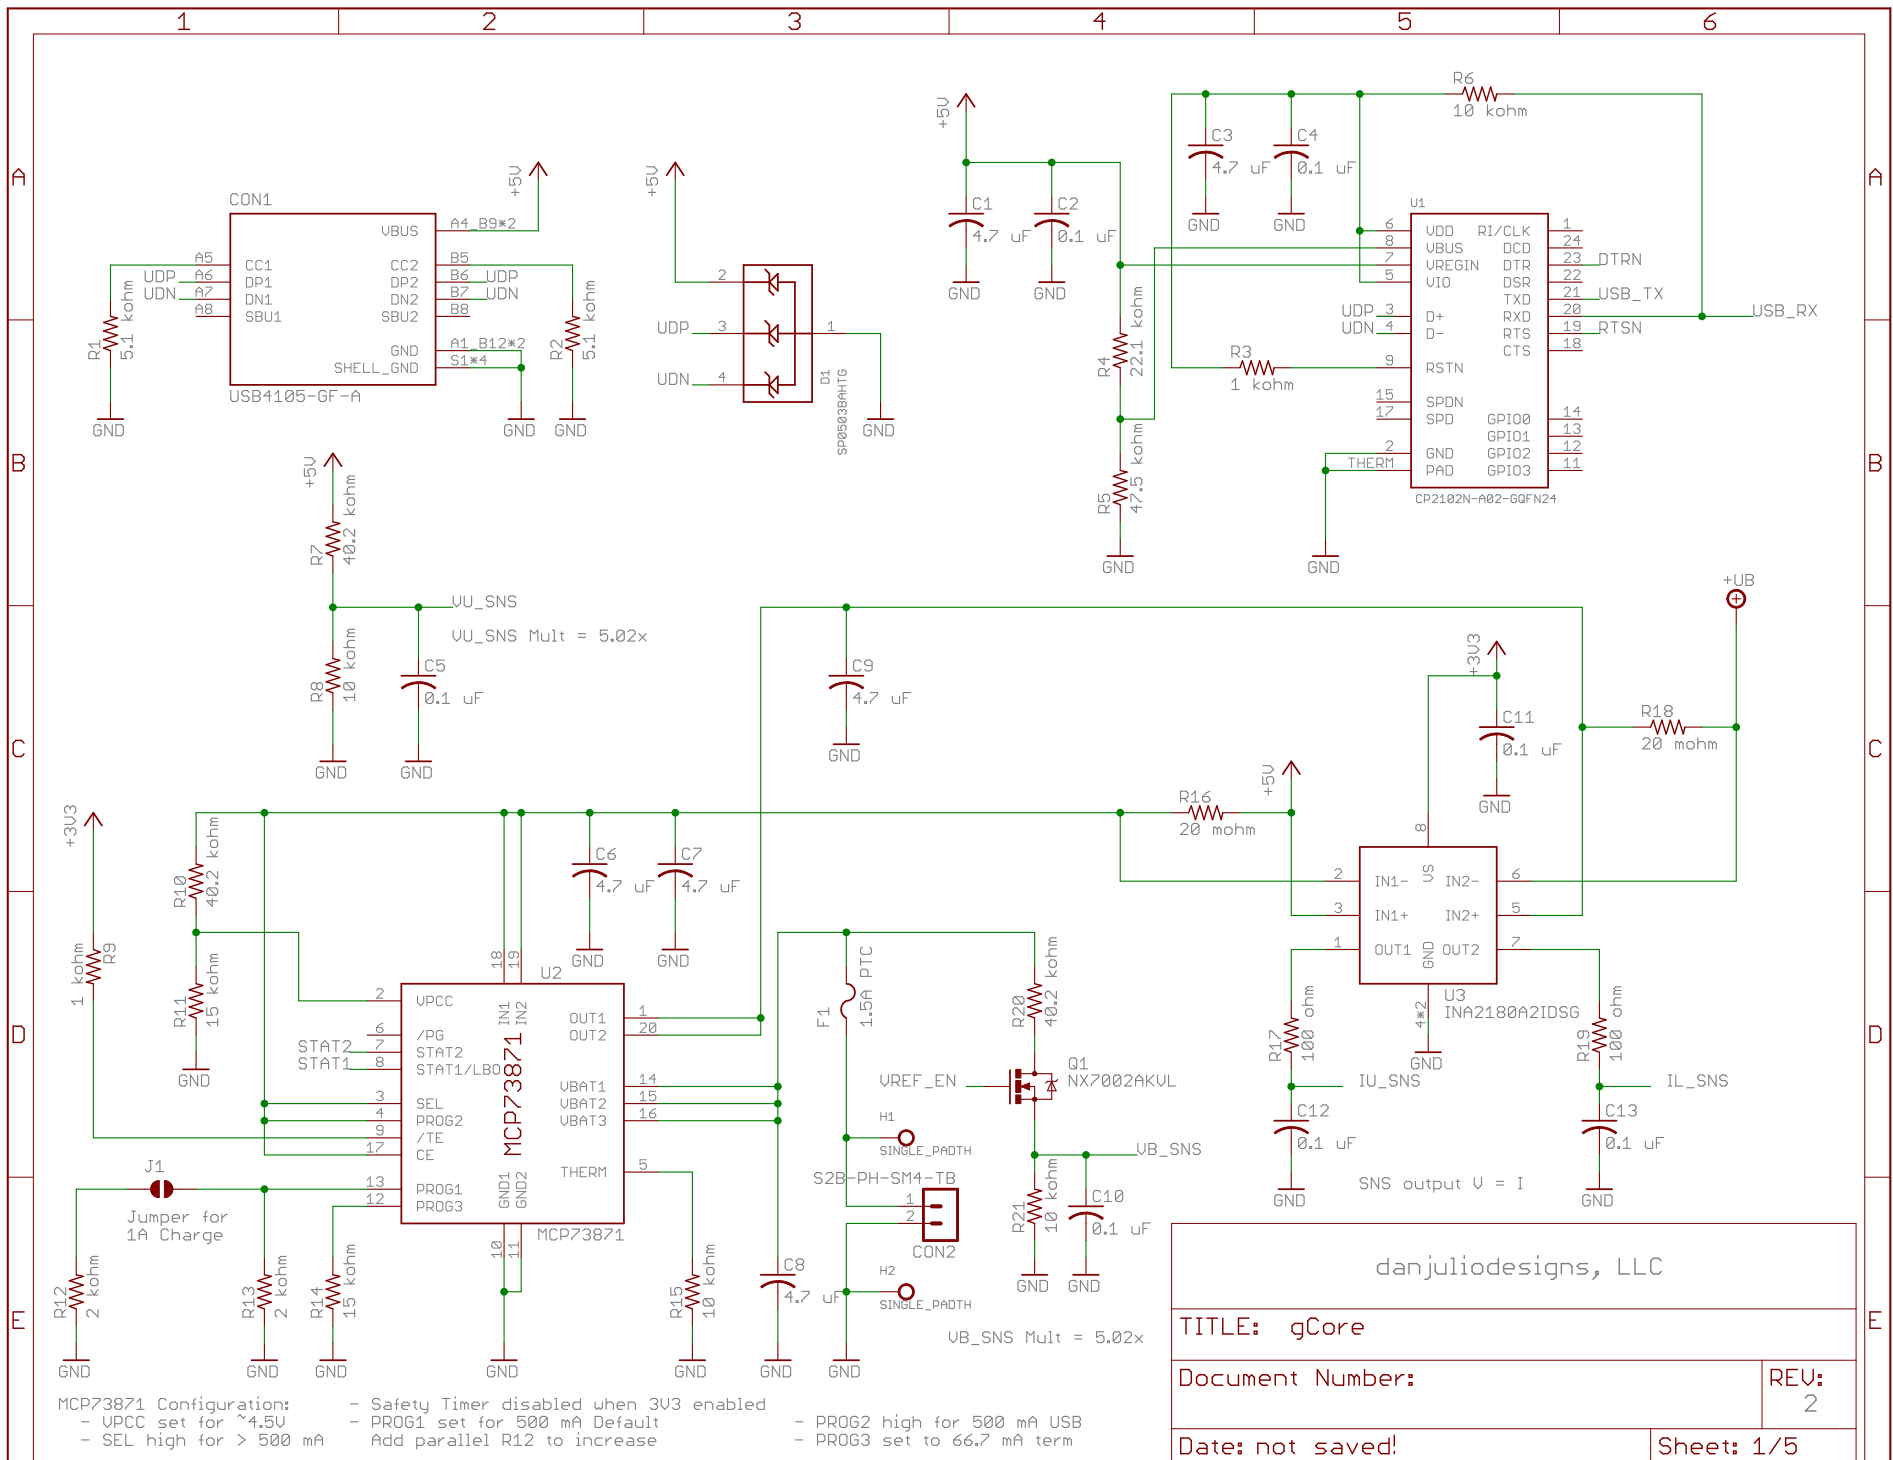 1 2 3 4 5 6
A A
B B
C C
D D
E E
CON1
VBUS
CC1
DP1
DN1
SBU1
CC2
DP2
DN2
SBU2
GND
SHELL_GND
A5
A6
A7
A8
A4_B9*2
B5
B6
B7
B8
A1_B12*2
S1*4
UDP
UDN
UDP
UDN
+5V
R1
5.1 kohm
R2
5.1 kohm
USB4105-GF-A
GND
GND
GND
+5V
2
UDP 3
UDN 4
1
D1
SP0503BAHTG
GND
+5V
C1
4.7 uF
C2
0.1 uF
GND
GND
C3
4.7 uF
C4
0.1 uF
GND
GND
R6
10 kohm
U1
6 VDD
8 VBUS
7 VREGIN
5 VIO
UDP 3 D+
UDN 4 D-
9 RSTN
15 SPDN
17 SPD
2 GND
THERM PAD
RI/CLK 1
DCD 24
DTR 23 DTRN
DSR 22
TXD 21 USB_TX
RXD 20 USB_RX
RTS 19 RTSN
CTS 18
GPIO0 14
GPIO1 13
GPIO2 12
GPIO3 11
CP2102N-A02-GQFN24
R3
1 kohm
R4
22.1 kohm
R5
47.5 kohm
GND
GND
+5V
R7
40.2 kohm
VU_SNS
VU_SNS Mult = 5.02x
R8
10 kohm
C5
0.1 uF
GND
GND
C9
4.7 uF
GND
+UB
+3V3
C11
0.1 uF
GND
R18
20 mohm
+5V
R16
20 mohm
8
2 IN1-
3 IN1+
1 OUT1
VS
GND
IN2- 6
IN2+ 5
OUT2 7
4*2
U3
INA2180A2IDSG
GND
R17
100 ohm
R19
100 ohm
IU_SNS
IL_SNS
C12
0.1 uF
C13
0.1 uF
GND
GND
SNS output V = I
+3V3
R9
1 kohm
R10
40.2 kohm
R11
15 kohm
GND
C6
4.7 uF
C7
4.7 uF
GND
GND
U2
18
19
IN1
IN2
MCP73871
2 VPCC
6 /PG
STAT2 7 STAT2
STAT1 8 STAT1/LBO
3 SEL
4 PROG2
9 /TE
17 CE
13 PROG1
12 PROG3
OUT1 1
OUT2 20
VBAT1 14
VBAT2 15
VBAT3 16
THERM 5
GND1
GND2
10
11
MCP73871
J1
Jumper for
1A Charge
R12
2 kohm
R13
2 kohm
R14
15 kohm
R15
10 kohm
GND
GND
GND
GND
GND
F1
1.5A PTC
R20
40.2 kohm
VREF_EN
Q1
NX7002AKVL
H1
SINGLE_PADTH
S2B-PH-SM4-TB
1
2
CON2
H2
SINGLE_PADTH
C8
4.7 uF
GND
GND
VB_SNS
R21
10 kohm
C10
0.1 uF
GND
GND
VB_SNS Mult = 5.02x
MCP73871 Configuration:
- VPCC set for ~4.5V
- SEL high for > 500 mA
- Safety Timer disabled when 3V3 enabled
- PROG1 set for 500 mA Default
Add parallel R12 to increase
- PROG2 high for 500 mA USB
- PROG3 set to 66.7 mA term
danjuliodesigns, LLC
TITLE: gCore
Document Number:
REV:
2
Date: not saved!
Sheet: 1/5
1 2 3 4 5 6